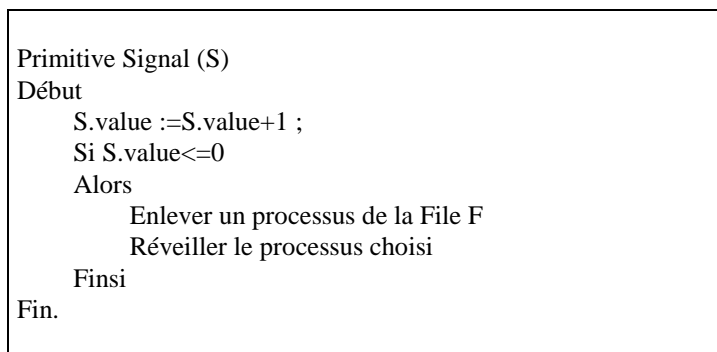 Primitive Signal (S)
Début
S.value :=S.value+1 ;
Si S.value<=0
Alors
Enlever un processus de la File F
Réveiller le processus choisi
Finsi
Fin.